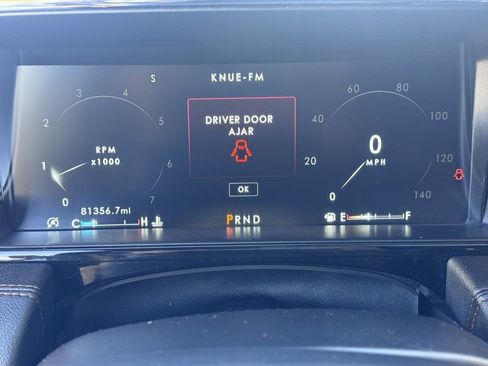 S KNUE-FM
3 4
2 5
1 6
0 7
RPM
x1000
DRIVER DOOR
AJAR
OK
60 80
40 100
20 120
0 140
0
MPH
81356.7mi
C H
PRND
E F